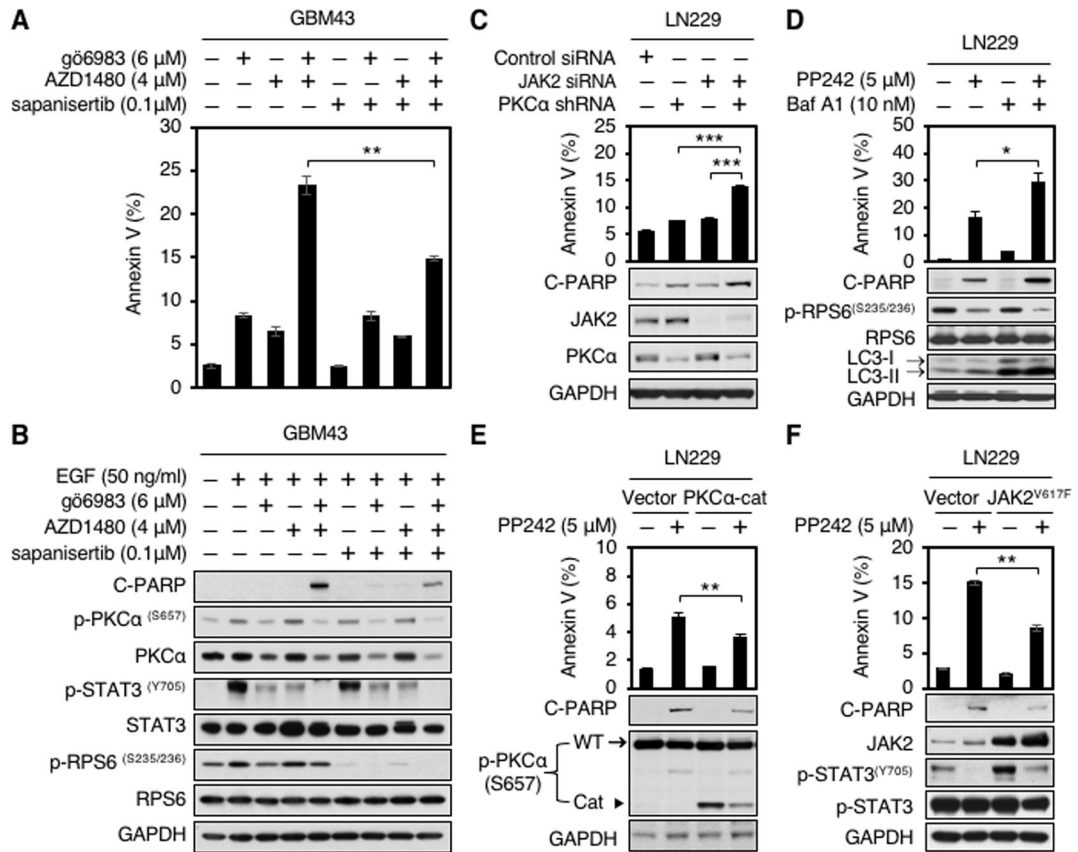 A
GBM43
gö6983 (6 µM) – + – + – + – +
AZD1480 (4 µM) – – + + – – + +
sapanisertib (0.1µM) – – – – + + + +
Annexin V (%)
30
25
20
15
10
5
0
**
B
GBM43
EGF (50 ng/ml) – + + + + + + + +
gö6983 (6 µM) – – + – + – + – +
AZD1480 (4 µM) – – – + + – – + +
sapanisertib (0.1µM) – – – – – + + + +
C-PARP
p-PKCα (S657)
PKCα
p-STAT3 (Y705)
STAT3
p-RPS6 (S235/236)
RPS6
GAPDH
C
LN229
Control siRNA + – – –
JAK2 siRNA – – + +
PKCα shRNA – + – +
Annexin V (%)
25
20
15
10
5
0
***
***
C-PARP
JAK2
PKCα
GAPDH
D
LN229
PP242 (5 µM) – + – +
Baf A1 (10 nM) – – + +
Annexin V (%)
50
40
30
20
10
0
*
C-PARP
p-RPS6(S235/236)
RPS6
LC3-I
LC3-II
GAPDH
E
LN229
Vector PKCα-cat
PP242 (5 µM) – + – +
Annexin V (%)
10
8
6
4
2
0
**
C-PARP
p-PKCα
(S657)
WT
Cat
GAPDH
F
LN229
Vector JAK2V617F
PP242 (5 µM) – + – +
Annexin V (%)
20
15
10
5
0
**
C-PARP
JAK2
p-STAT3(Y705)
p-STAT3
GAPDH